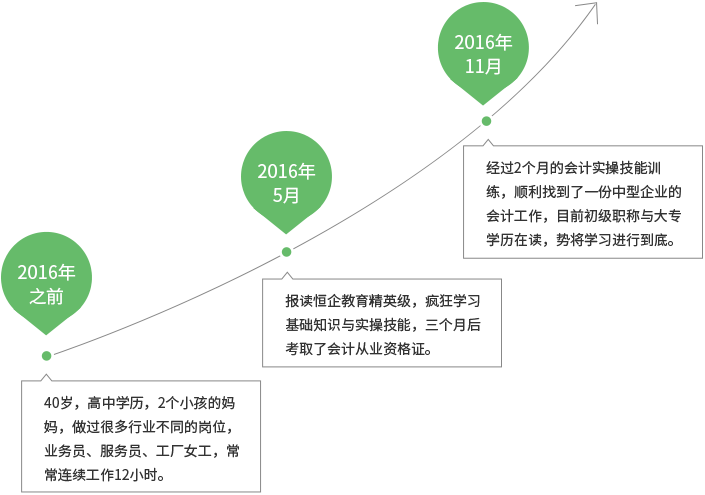 2016年
11月
经过2个月的会计实操技能训
练，顺利找到了一份中型企业的
会计工作，目前初级职称与大专
学历在读，势将学习进行到底。
2016年
5月
报读恒企教育精英级，疯狂学习
基础知识与实操技能，三个月后
考取了会计从业资格证。
2016年
之前
40岁，高中学历，2个小孩的妈
妈，做过很多行业不同的岗位，
业务员、服务员、工厂女工，常
常连续工作12小时。